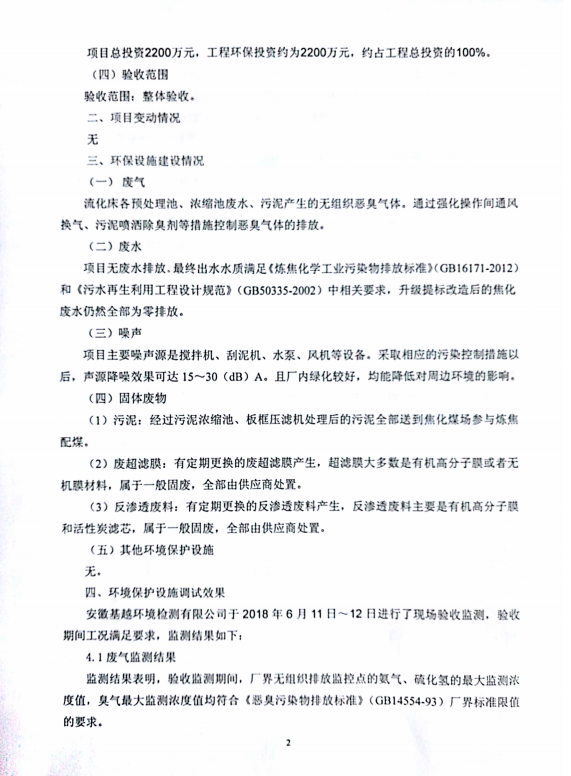 项目总投资2200万元，工程环保投资约为2200万元，约占工程总投资的100%。
（四）验收范围
验收范围：整体验收。
二、项目变动情况
无
三、环保设施建设情况
（一） 废气
流化床各预处理池、浓缩池废水、污泥产生的无组织恶臭气体。通过强化操作间通风
换气、污泥喷洒除臭剂等措施控制恶臭气体的排放。
（二）废水
项目无废水排放。最终出水水质满足《炼焦化学工业污染物排放标准》（GB16171-2012）
和《污水再生利用工程设计规范》（GB50335-2002）中相关要求，升级提标改造后的焦化
废水仍然全部为零排放。
（三）噪声
项目主要噪声源是搅拌机、刮泥机、水泵、风机等设备。采取相应的污染控制措施以
后，声源降噪效果可达 15～30（dB）A。且厂内绿化较好，均能降低对周边环境的影响。
（四）固体废物
（1）污泥：经过污泥浓缩池、板框压滤机处理后的污泥全部送到焦化煤场参与炼焦
配煤。
（2）废超滤膜：有定期更换的废超滤膜产生，超滤膜大多数是有机高分子膜或者无
机膜材料，属于一般固废，全部由供应商处置。
（3）反渗透废料：有定期更换的反渗透废料产生，反渗透废料主要是有机高分子膜
和活性炭滤芯，属于一般固废，全部由供应商处置。
（五）其他环境保护设施
无。
四、环境保护设施调试效果
安徽基越环境检测有限公司于 2018 年 6 月 11 日～12 日进行了现场验收监测，验收
期间工况满足要求，监测结果如下：
4.1 废气监测结果
监测结果表明，验收监测期间，厂界无组织排放监控点的氨气、硫化氢的最大监测浓
度值，臭气最大监测浓度值均符合《恶臭污染物排放标准》（GB14554-93）厂界标准限值
的要求。
2